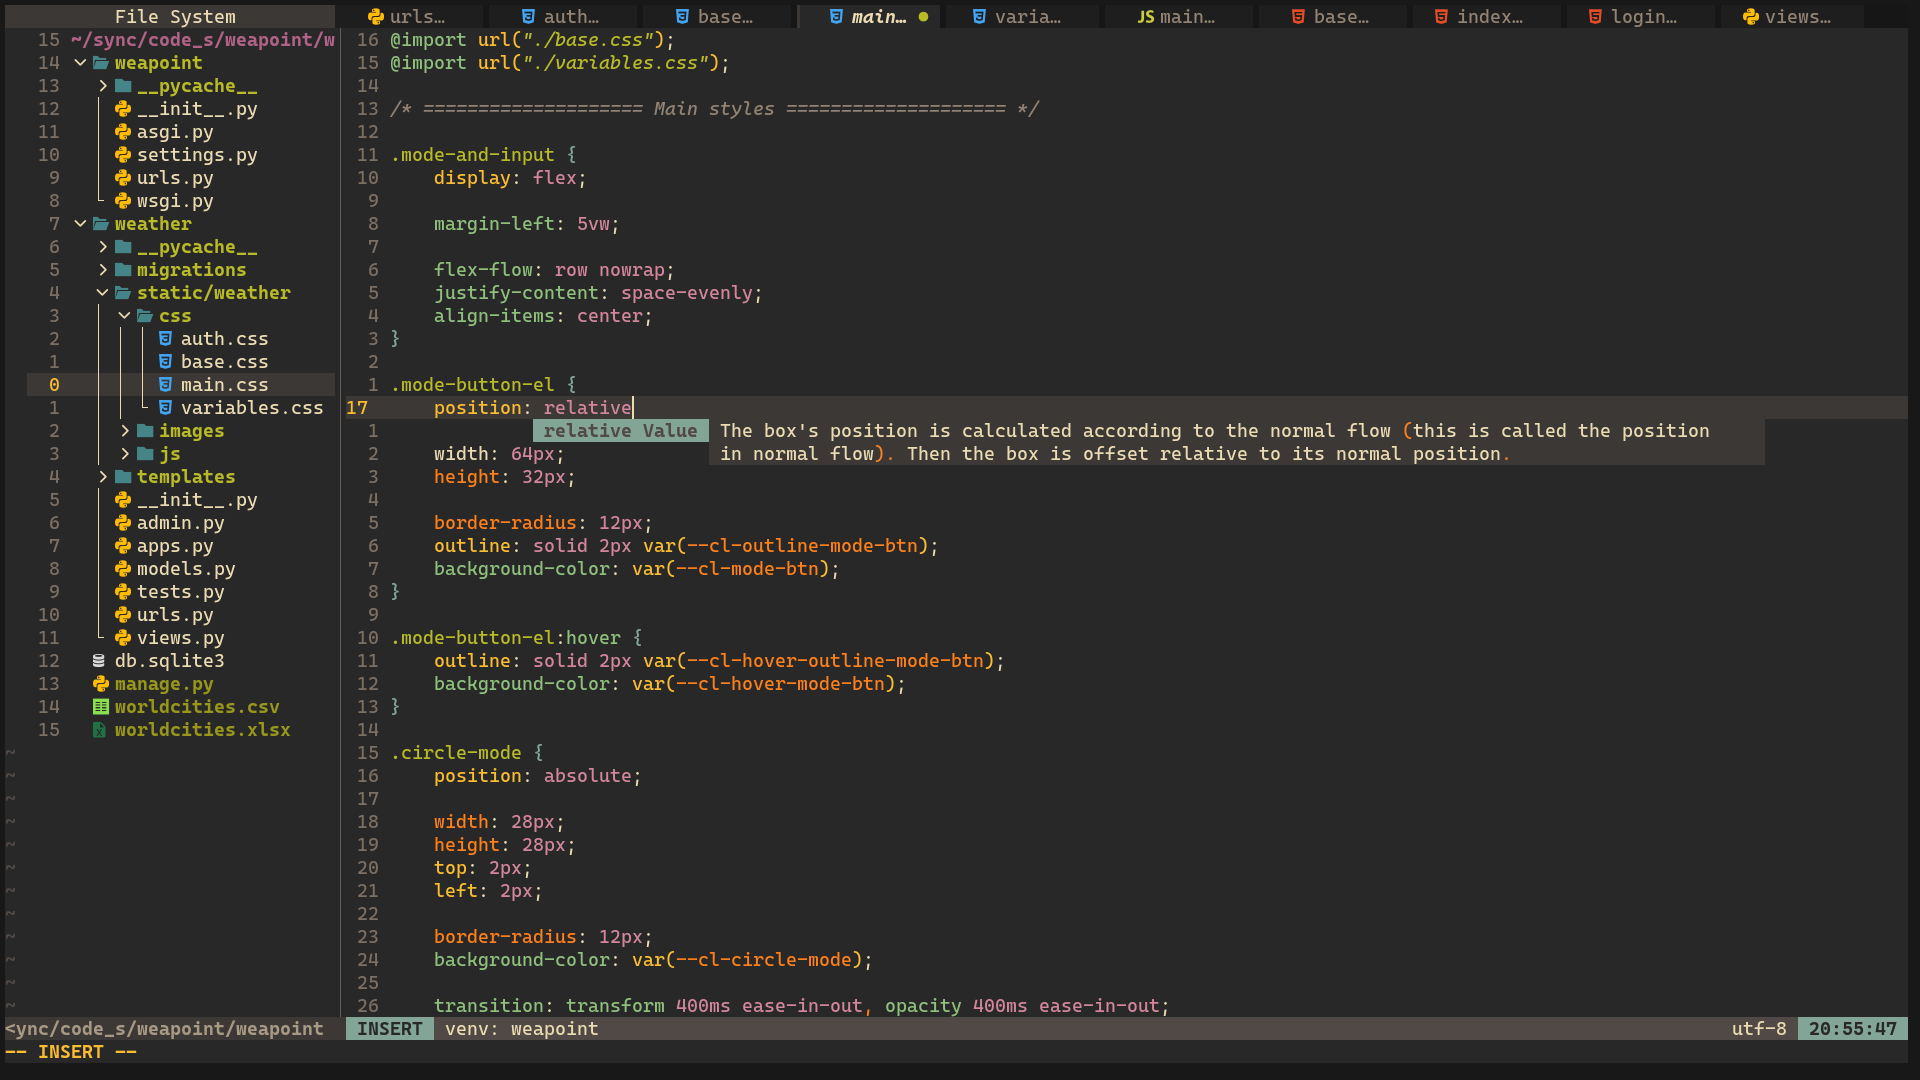 File System urls… auth… base… main… ● varia… JS main… base… index… login… views…
15 ~/sync/code_s/weapoint/w
14 weapoint
13 __pycache__
12 __init__.py
11 asgi.py
10 settings.py
9 urls.py
8 wsgi.py
7 weather
6 __pycache__
5 migrations
4 static/weather
3 css
2 auth.css
1 base.css
0 main.css
1 variables.css
2 images
3 js
4 templates
5 __init__.py
6 admin.py
7 apps.py
8 models.py
9 tests.py
10 urls.py
11 views.py
12 db.sqlite3
13 manage.py
14 worldcities.csv
15 worldcities.xlsx
~
~
~
~
~
~
~
~
~
~
~
~
<ync/code_s/weapoint/weapoint
16 @import url("./base.css");
15 @import url("./variables.css");
14
13 /* ==================== Main styles ==================== */
12
11 .mode-and-input {
10     display: flex;
9
8     margin-left: 5vw;
7
6     flex-flow: row nowrap;
5     justify-content: space-evenly;
4     align-items: center;
3 }
2
1 .mode-button-el {
17     position: relative
1 relative Value The box's position is calculated according to the normal flow (this is called the position
2     width: 64px; in normal flow). Then the box is offset relative to its normal position.
3     height: 32px;
4
5     border-radius: 12px;
6     outline: solid 2px var(--cl-outline-mode-btn);
7     background-color: var(--cl-mode-btn);
8 }
9
10 .mode-button-el:hover {
11     outline: solid 2px var(--cl-hover-outline-mode-btn);
12     background-color: var(--cl-hover-mode-btn);
13 }
14
15 .circle-mode {
16     position: absolute;
17
18     width: 28px;
19     height: 28px;
20     top: 2px;
21     left: 2px;
22
23     border-radius: 12px;
24     background-color: var(--cl-circle-mode);
25
26     transition: transform 400ms ease-in-out, opacity 400ms ease-in-out;
INSERT venv: weapoint utf-8 20:55:47
-- INSERT --